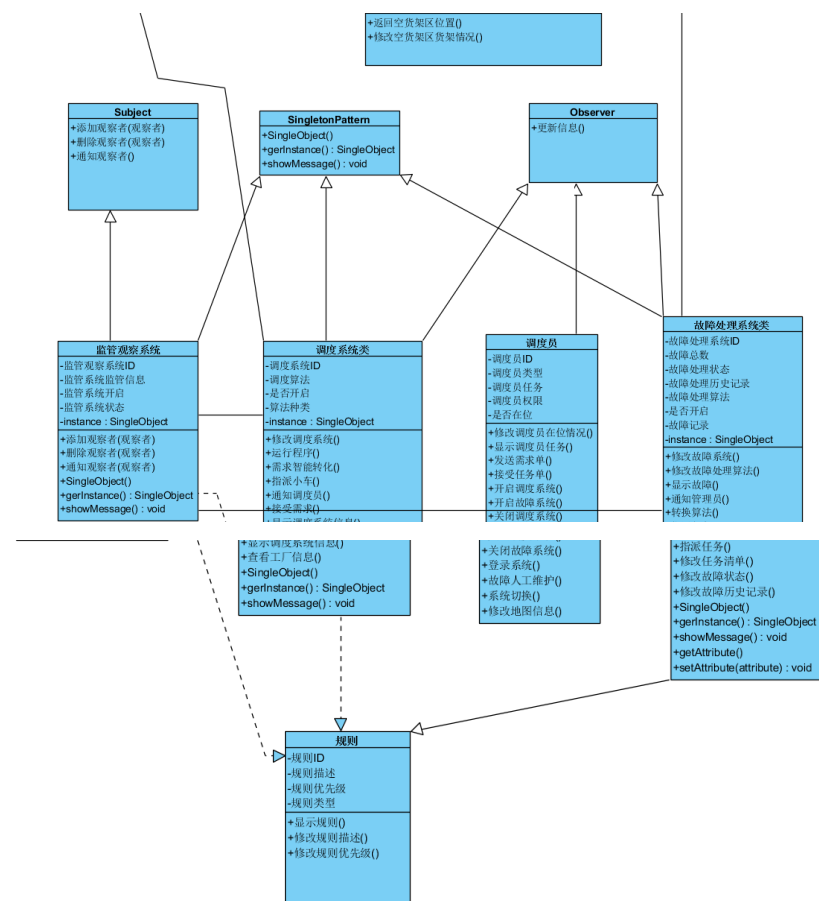 +返回空货架区位置()
+修改空货架区货架情况()
Subject
+添加观察者(观察者)
+删除观察者(观察者)
+通知观察者()
SingletonPattern
+SingleObject()
+gerInstance() : SingleObject
+showMessage() : void
Observer
+更新信息()
监管观察系统
-监管观察系统ID
-监管系统监管信息
-监管系统开启
-监管系统状态
-instance : SingleObject
+添加观察者(观察者)
+删除观察者(观察者)
+通知观察者(观察者)
+SingleObject()
+gerInstance() : SingleObject
+showMessage() : void
调度系统类
-调度系统ID
-调度算法
-是否开启
-算法种类
-instance : SingleObject
+修改调度系统()
+运行程序()
+需求智能转化()
+指派小车()
+通知调度员()
+接受需求()
+显示调度系统信息()
调度员
-调度员ID
-调度员类型
-调度员任务
-调度员权限
-是否在位
+修改调度员在位情况()
+显示调度员任务()
+发送需求单()
+接受任务单()
+开启调度系统()
+开启故障系统()
+关闭调度系统()
故障处理系统类
-故障处理系统ID
-故障总数
-故障处理状态
-故障处理历史记录
-故障处理算法
-是否开启
-故障记录
-instance : SingleObject
+修改故障系统()
+修改故障处理算法()
+显示故障()
+通知管理员()
+转换算法()
+显示调度系统信息()
+查看工厂信息()
+SingleObject()
+gerInstance() : SingleObject
+showMessage() : void
+关闭故障系统()
+登录系统()
+故障人工维护()
+系统切换()
+修改地图信息()
+指派任务()
+修改任务清单()
+修改故障状态()
+修改故障历史记录()
+SingleObject()
+gerInstance() : SingleObject
+showMessage() : void
+getAttribute()
+setAttribute(attribute) : void
规则
-规则ID
-规则描述
-规则优先级
-规则类型
+显示规则()
+修改规则描述()
+修改规则优先级()